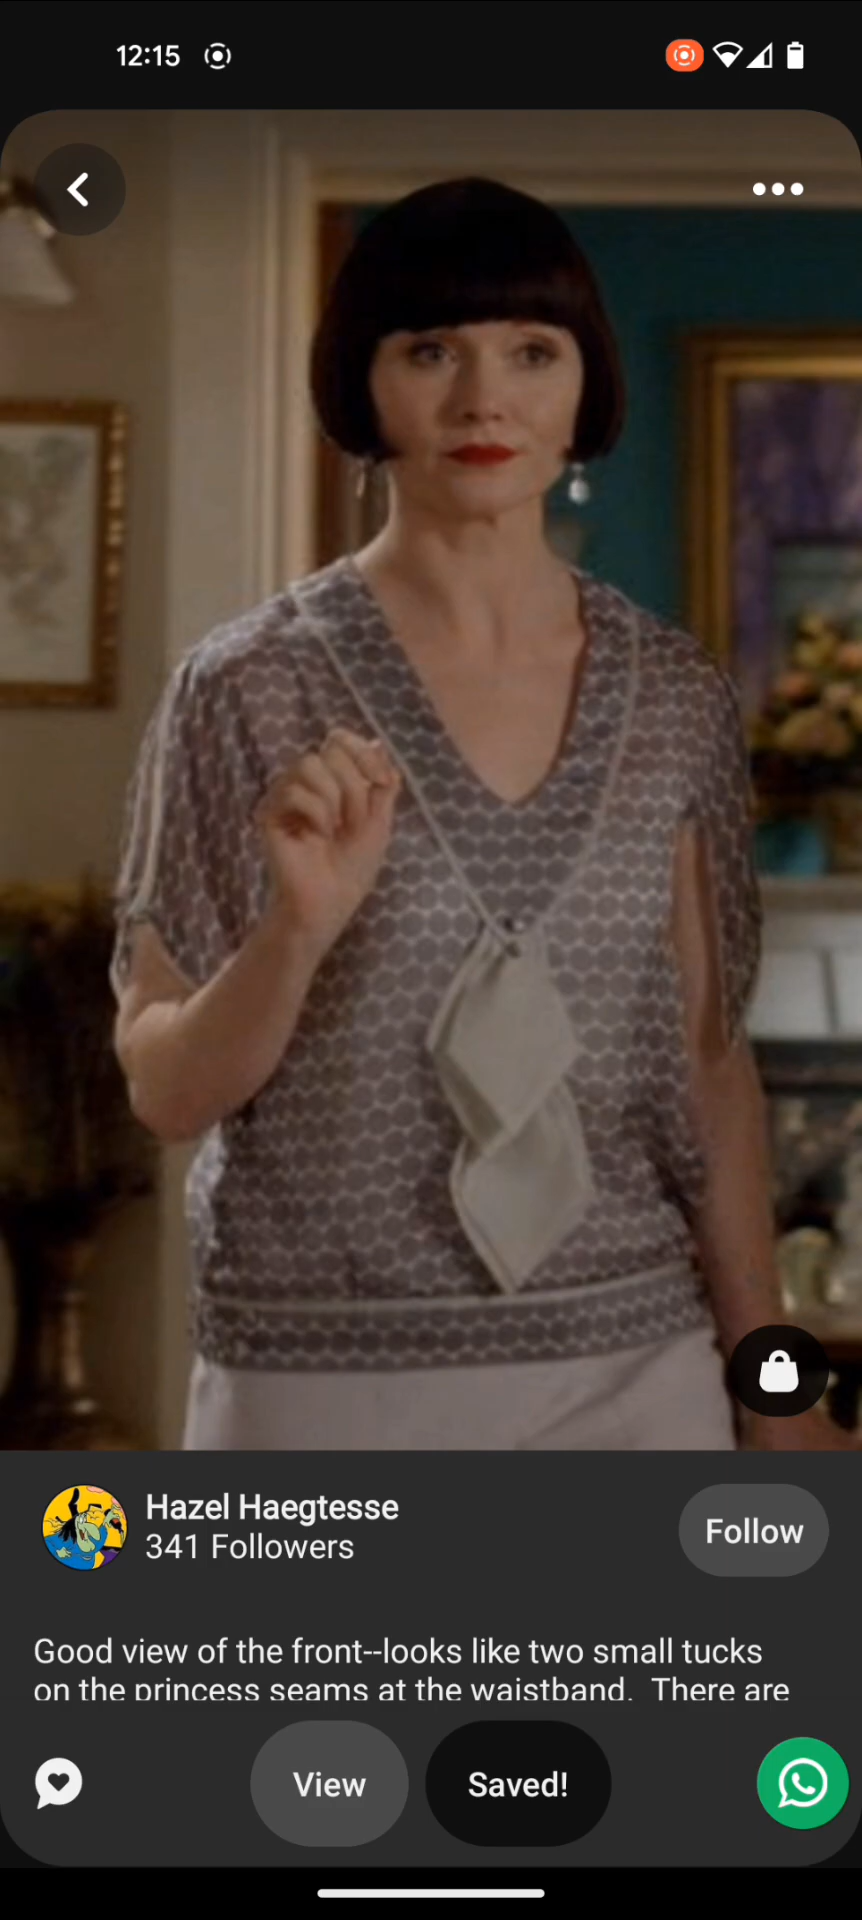 12:15
Hazel Haegtesse
341 Followers
Follow
Good view of the front--looks like two small tucks
on the princess seams at the waistband.  There are
View
Saved!